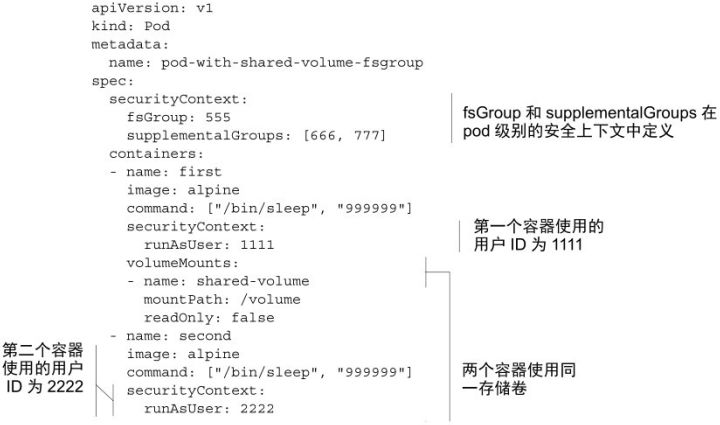 apiVersion: v1
kind: Pod
metadata:
  name: pod-with-shared-volume-fsgroup
spec:
  securityContext:
    fsGroup: 555
    supplementalGroups: [666, 777]
  containers:
  - name: first
    image: alpine
    command: ["/bin/sleep", "999999"]
    securityContext:
      runAsUser: 1111
    volumeMounts:
    - name: shared-volume
      mountPath: /volume
      readOnly: false
  - name: second
    image: alpine
    command: ["/bin/sleep", "999999"]
    securityContext:
      runAsUser: 2222
fsGroup 和 supplementalGroups 在
pod 级别的安全上下文中定义
第一个容器使用的
用户 ID 为 1111
第二个容器
使用的用户
ID 为 2222
两个容器使用同
一存储卷